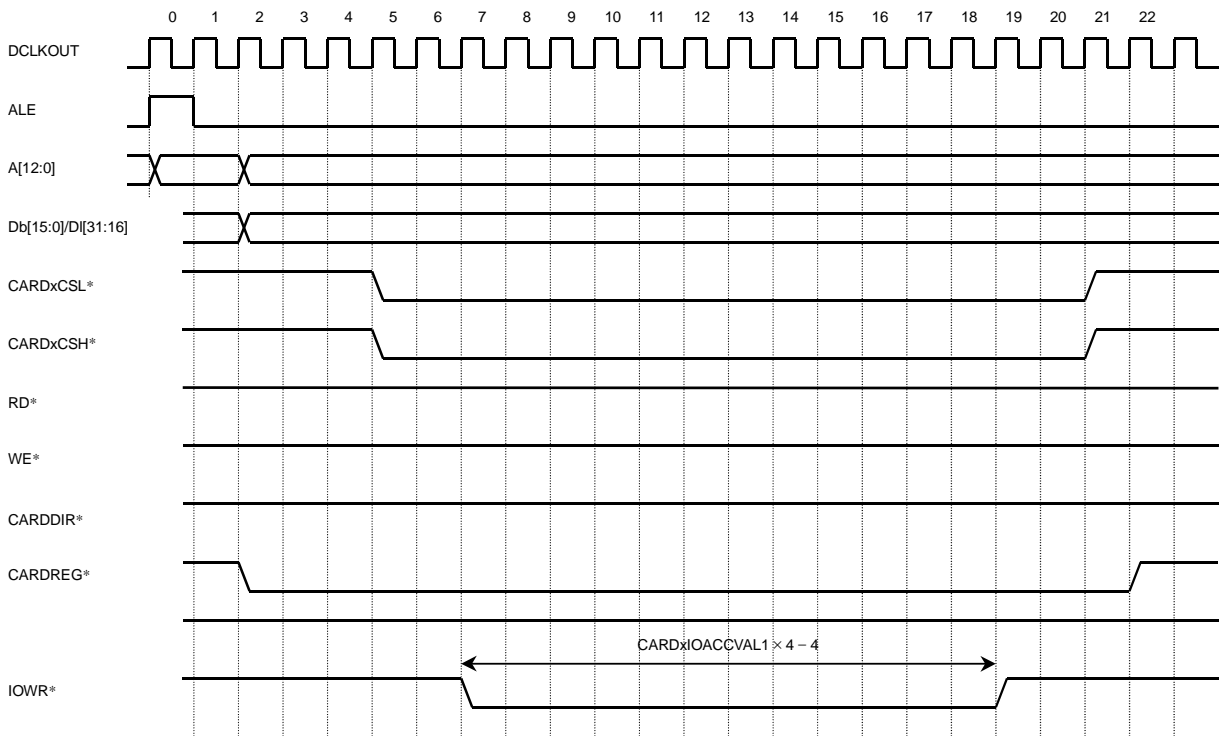 0 1 2 3 4 5 6 7 8 9 10 11 12 13 14 15 16 17 18 19 20 21 22
DCLKOUT
ALE
A[12:0]
Db[15:0]/Dl[31:16]
CARDxCSL*
CARDxCSH*
RD*
WE*
CARDDIR*
CARDREG*
CARDxIOACCVAL1 × 4 − 4
IOWR*